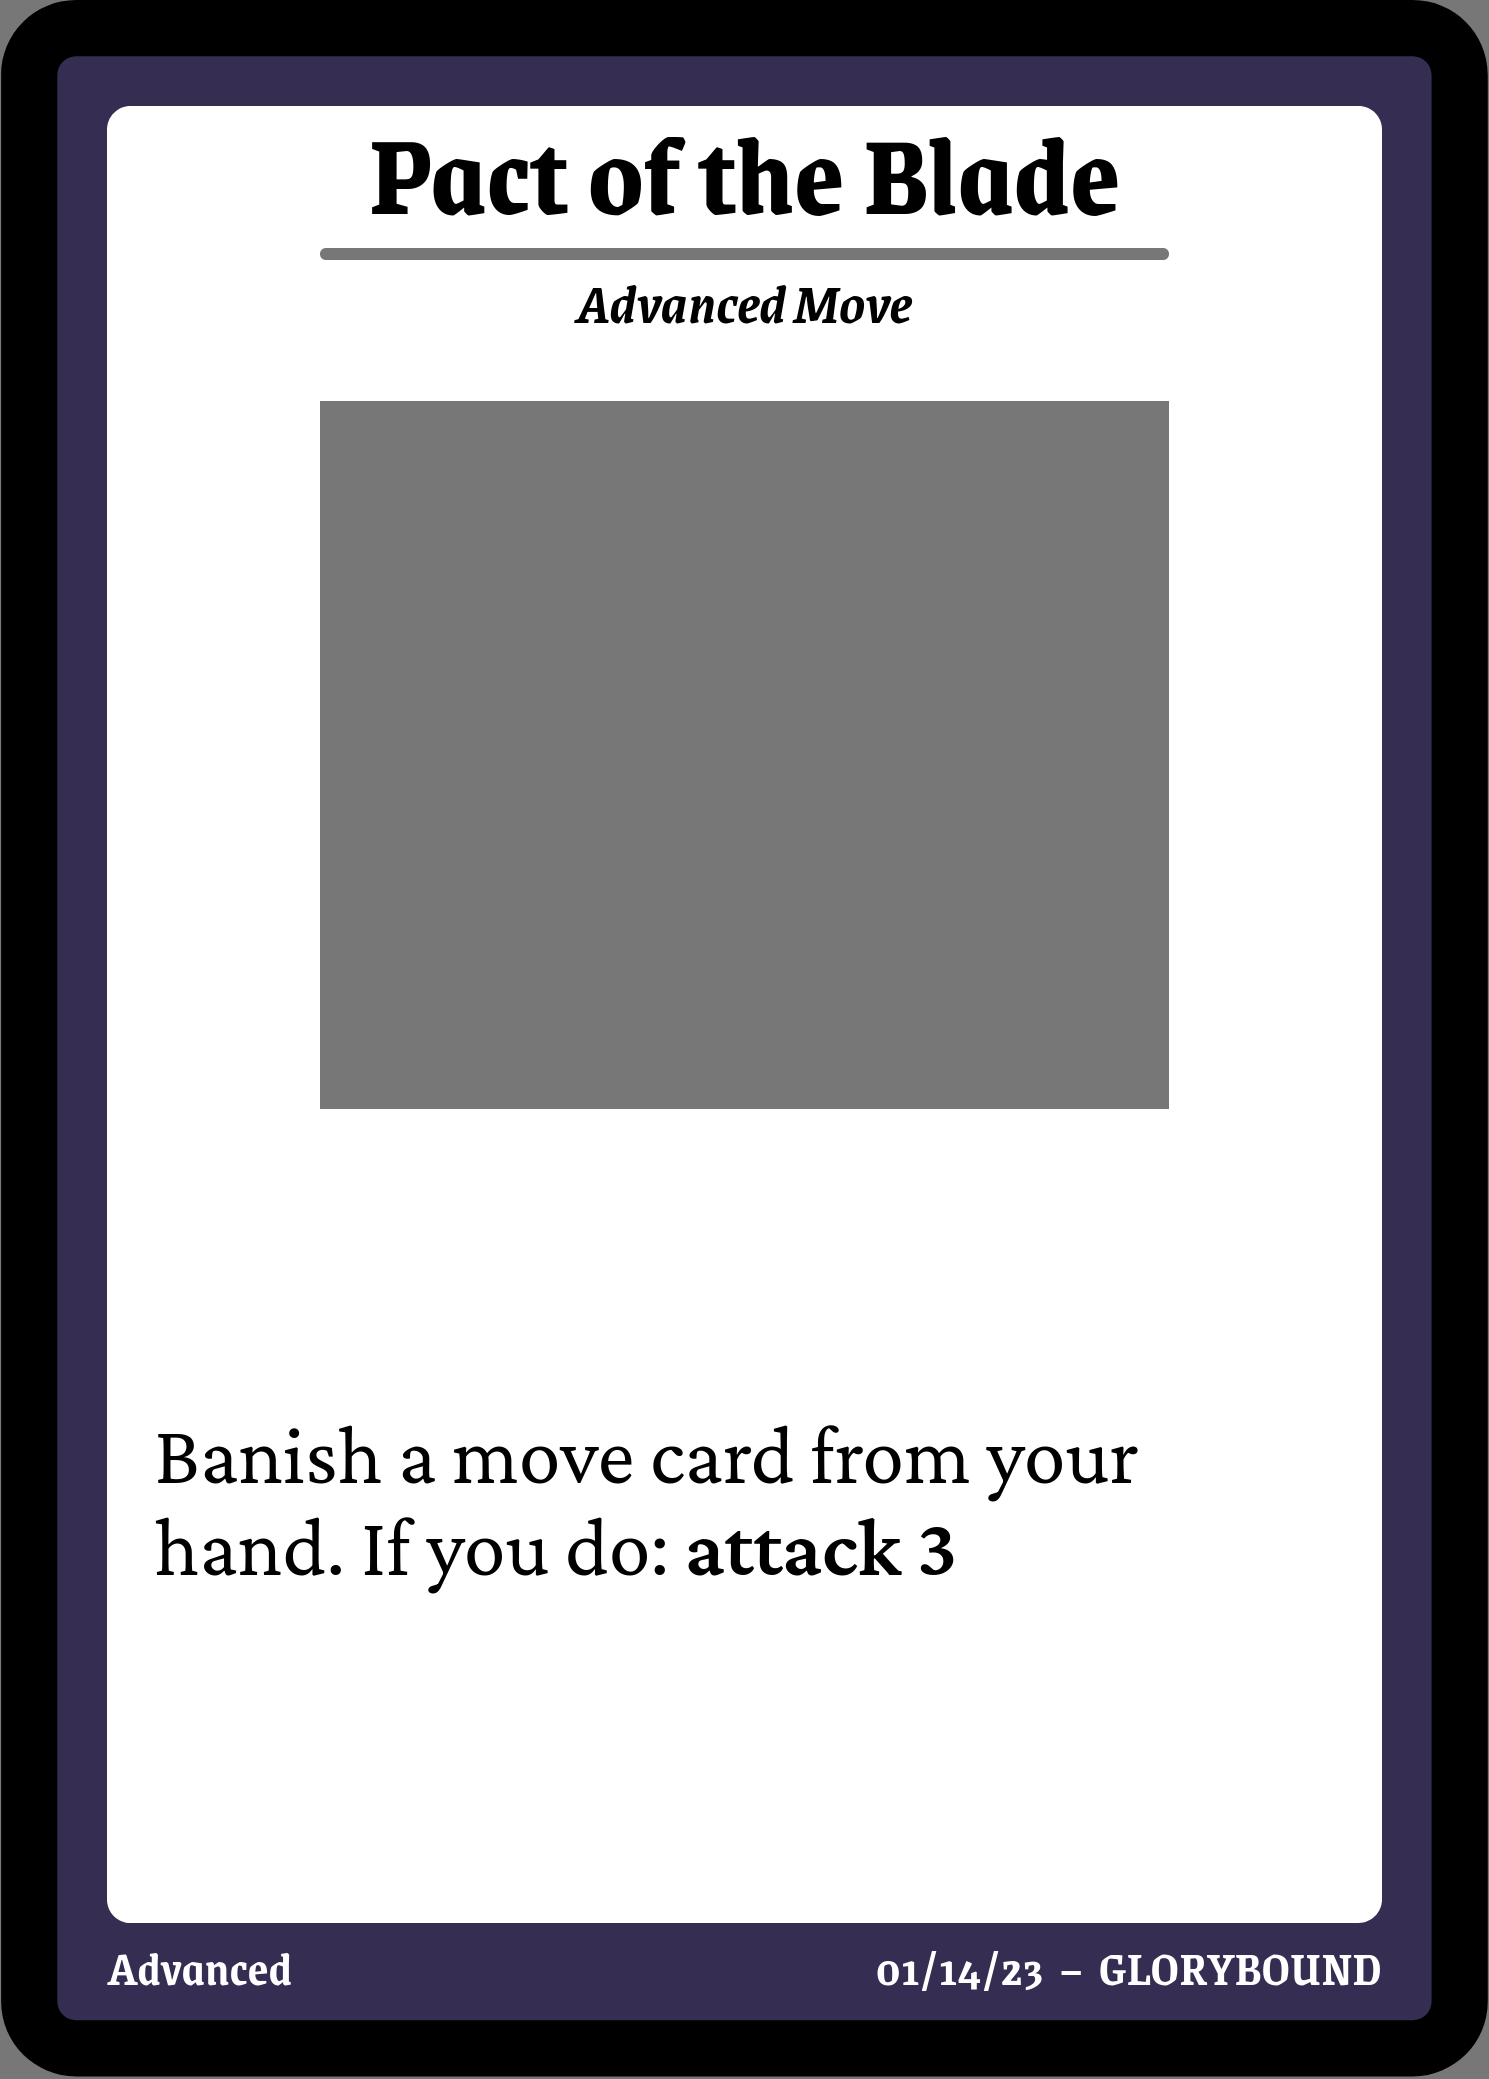 Pact of the Blade
Advanced Move
Banish a move card from your
hand. If you do: attack 3
Advanced
01/14/23 – GLORYBOUND